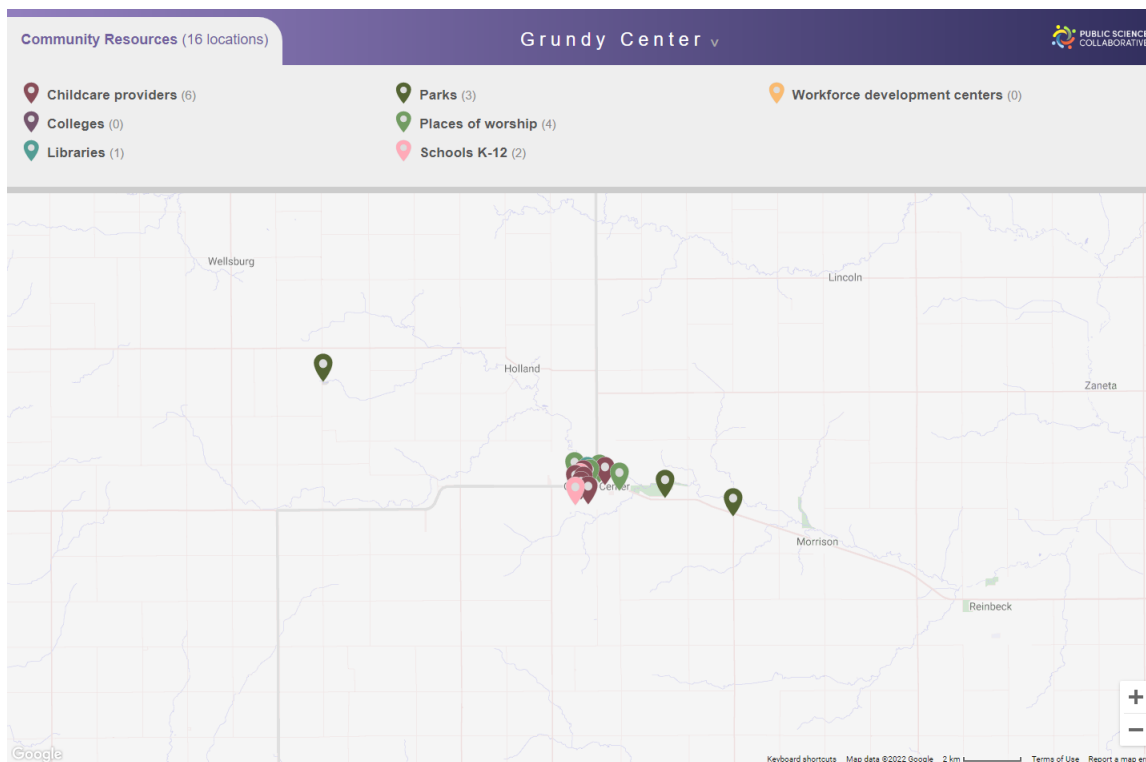 Community Resources (16 locations)
Grundy Center v
PUBLIC SCIENCE
COLLABORATIVE
Childcare providers (6)
Parks (3)
Workforce development centers (0)
Colleges (0)
Places of worship (4)
Libraries (1)
Schools K-12 (2)
Wellsburg
Lincoln
Holland
Zaneta
Center
Morrison
Reinbeck
+
−
Google
Keyboard shortcuts Map data ©2022 Google 2 km Terms of Use Report a map er